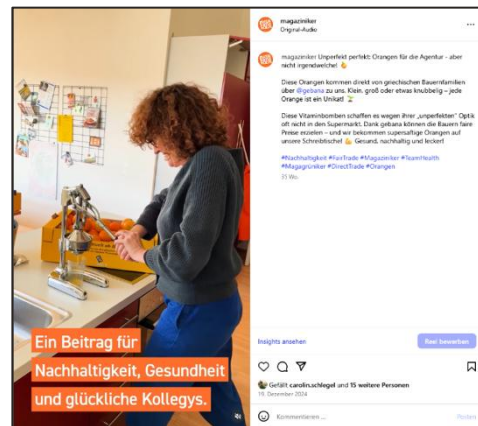 magaziniker
Original-Audio
magaziniker Unperfekt perfekt: Orangen für die Agentur - aber
nicht irgendwelche!
Diese Orangen kommen direkt von griechischen Bauernfamilien
über @gebana zu uns. Klein, groß oder etwas knubbelig – jede
Orange ist ein Unikat!
Diese Vitaminbomben schaffen es wegen ihrer „unperfekten" Optik
oft nicht in den Supermarkt. Dank gebana können die Bauern faire
Preise erzielen – und wir bekommen supersaftige Orangen auf
unsere Schreibtische! Gesund, nachhaltig und lecker!
#Nachhaltigkeit #FairTrade #Magaziniker #TeamHealth
#Magagrüniker #DirectTrade #Orangen
31 Wo.
Ein Beitrag für
Nachhaltigkeit, Gesundheit
und glückliche Kollegys.
Insights ansehen
Reel bewerben
Gefällt carolin.schlegel und 15 weitere Personen
19. Dezember 2024
Kommentieren ...
Posten